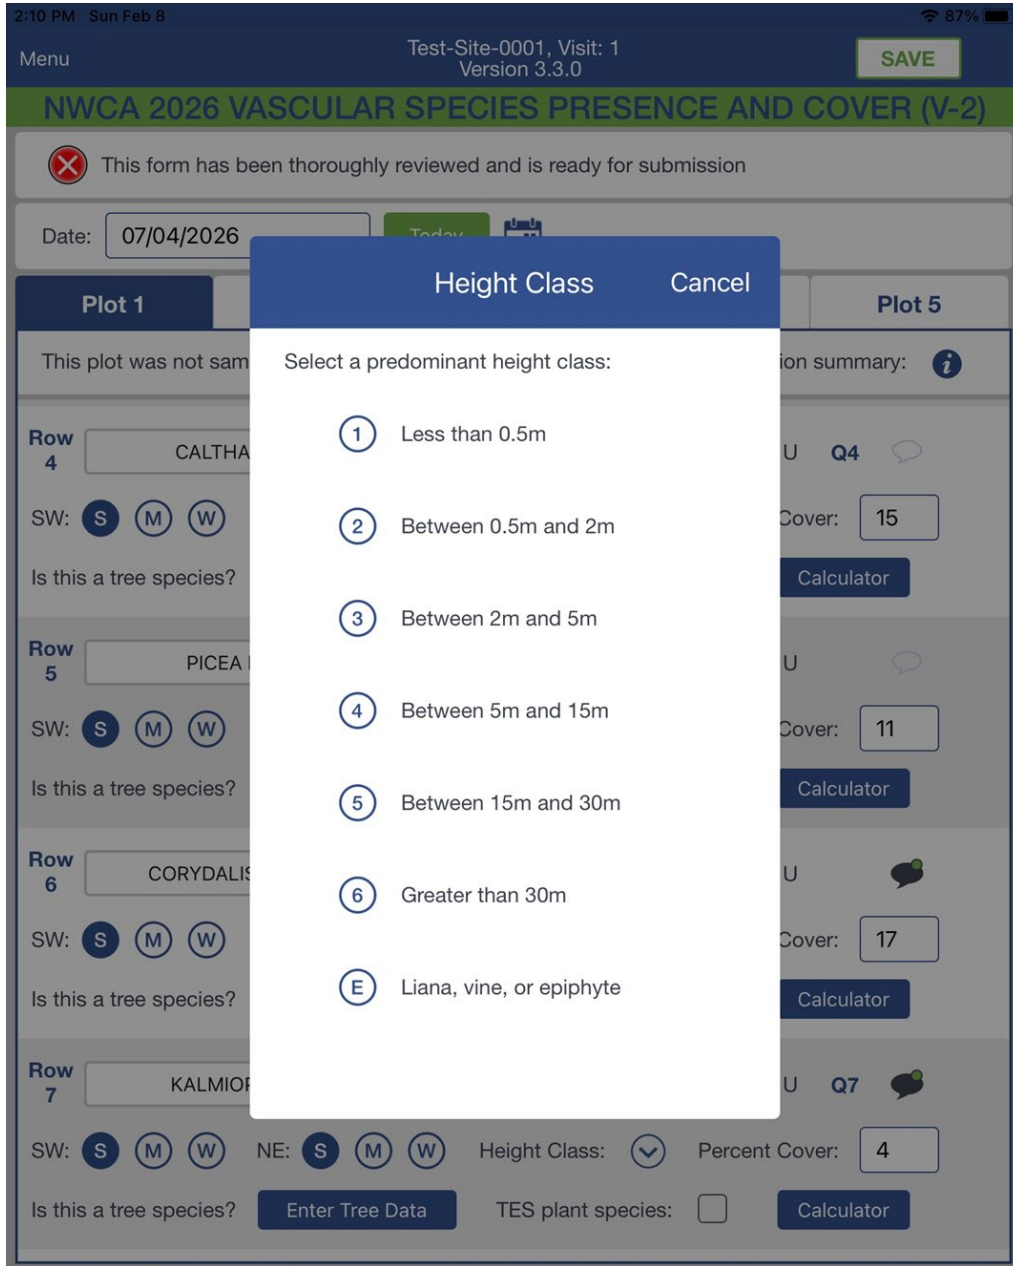 2:10 PM Sun Feb 8 87%
Menu Test-Site-0001, Visit: 1 SAVE
Version 3.3.0
NWCA 2026 VASCULAR SPECIES PRESENCE AND COVER (V-2)
This form has been thoroughly reviewed and is ready for submission
Date: 07/04/2026 Today
Height Class Cancel
Plot 1 Plot 5
This plot was not sam ion summary: i
Select a predominant height class:
1 Less than 0.5m
2 Between 0.5m and 2m
3 Between 2m and 5m
4 Between 5m and 15m
5 Between 15m and 30m
6 Greater than 30m
E Liana, vine, or epiphyte
Row 4 CALTHA U Q4
SW: S M W Cover: 15
Is this a tree species? Calculator
Row 5 PICEA U
SW: S M W Cover: 11
Is this a tree species? Calculator
Row 6 CORYDALIS U
SW: S M W Cover: 17
Is this a tree species? Calculator
Row 7 KALMIOP U Q7
SW: S M W NE: S M W Height Class: Percent Cover: 4
Is this a tree species? Enter Tree Data TES plant species: Calculator